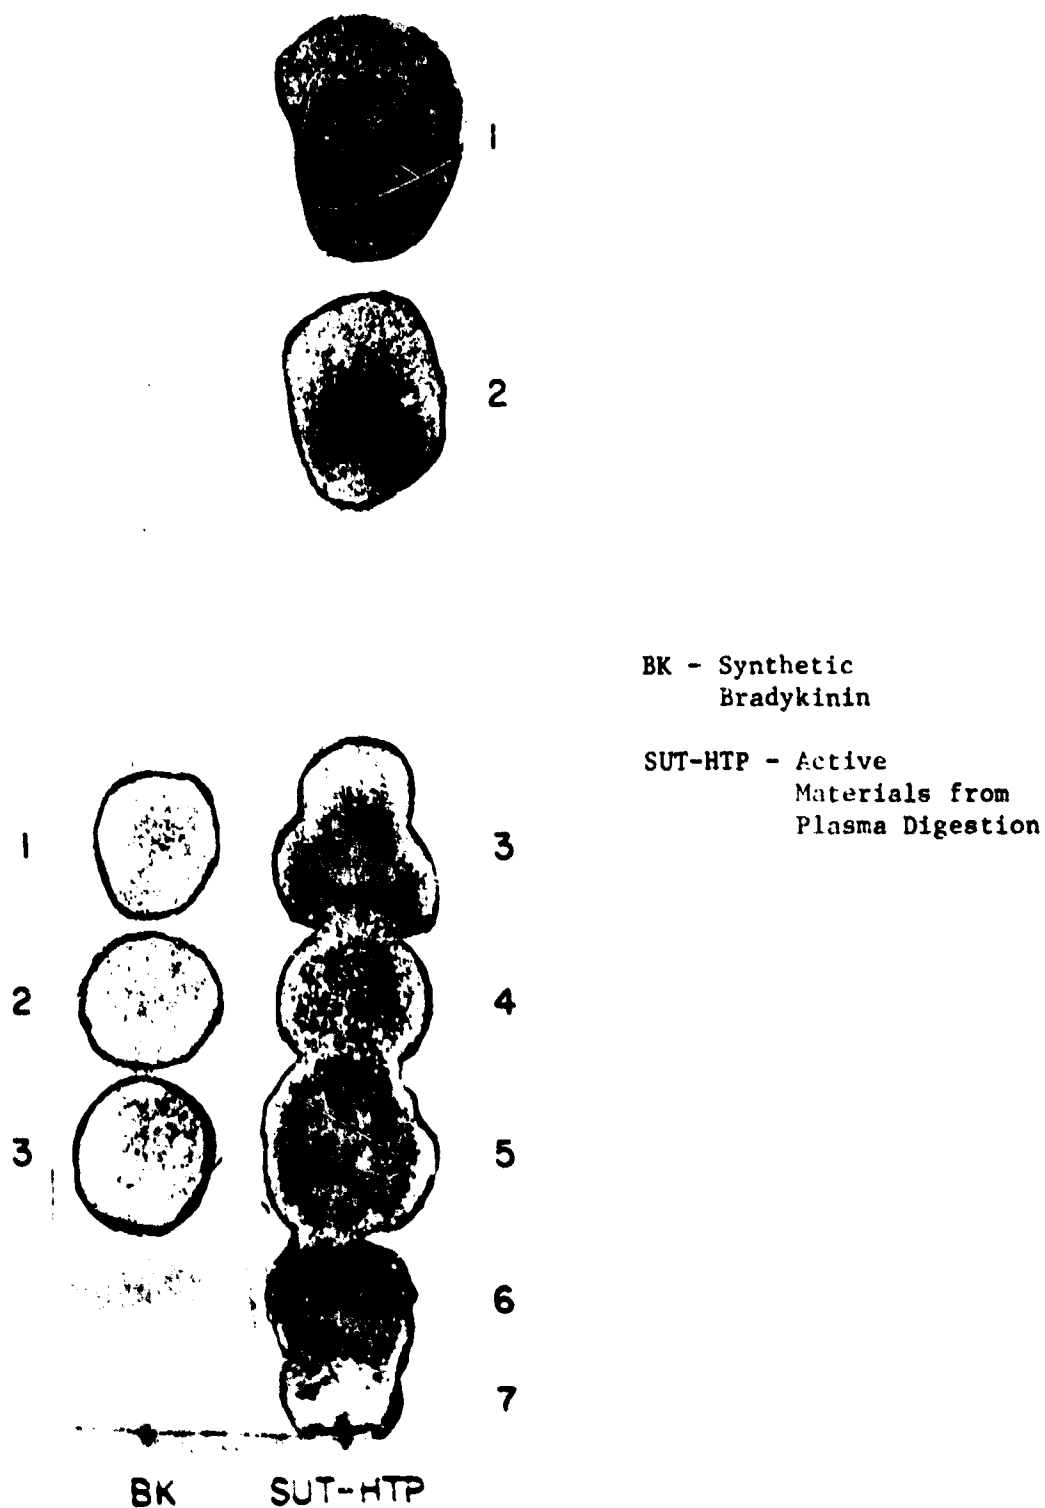 1
2
BK - Synthetic
Bradykinin
SUT-HTP - Active
Materials from
Plasma Digestion
1
3
2
4
3
5
6
7
BK
SUT-HTP